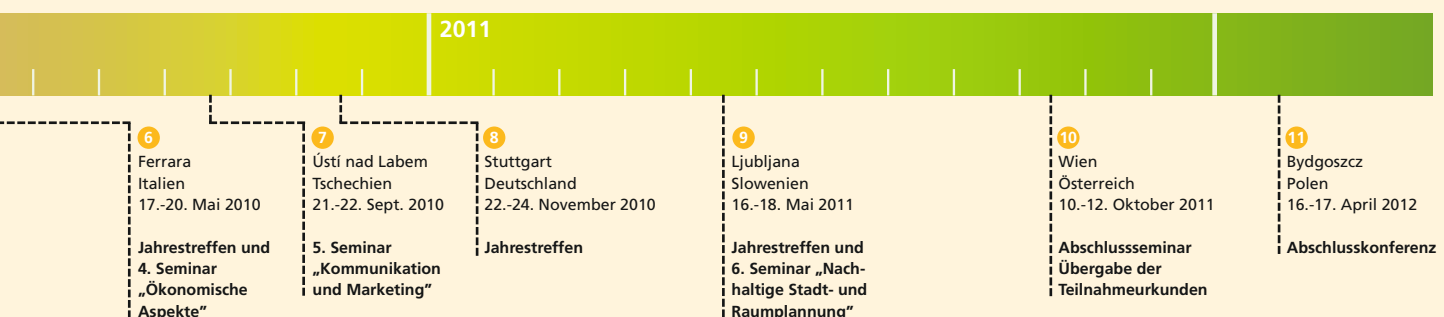 2011
6
Ferrara
Italien
17.-20. Mai 2010
Jahrestreffen und
4. Seminar
„Ökonomische
Aspekte”
7
Ústí nad Labem
Tschechien
21.-22. Sept. 2010
5. Seminar
„Kommunikation
und Marketing”
8
Stuttgart
Deutschland
22.-24. November 2010
Jahrestreffen
9
Ljubljana
Slowenien
16.-18. Mai 2011
Jahrestreffen und
6. Seminar „Nach-
haltige Stadt- und
Raumplannung”
10
Wien
Österreich
10.-12. Oktober 2011
Abschlussseminar
Übergabe der
Teilnahmeurkunden
11
Bydgoszcz
Polen
16.-17. April 2012
Abschlusskonferenz